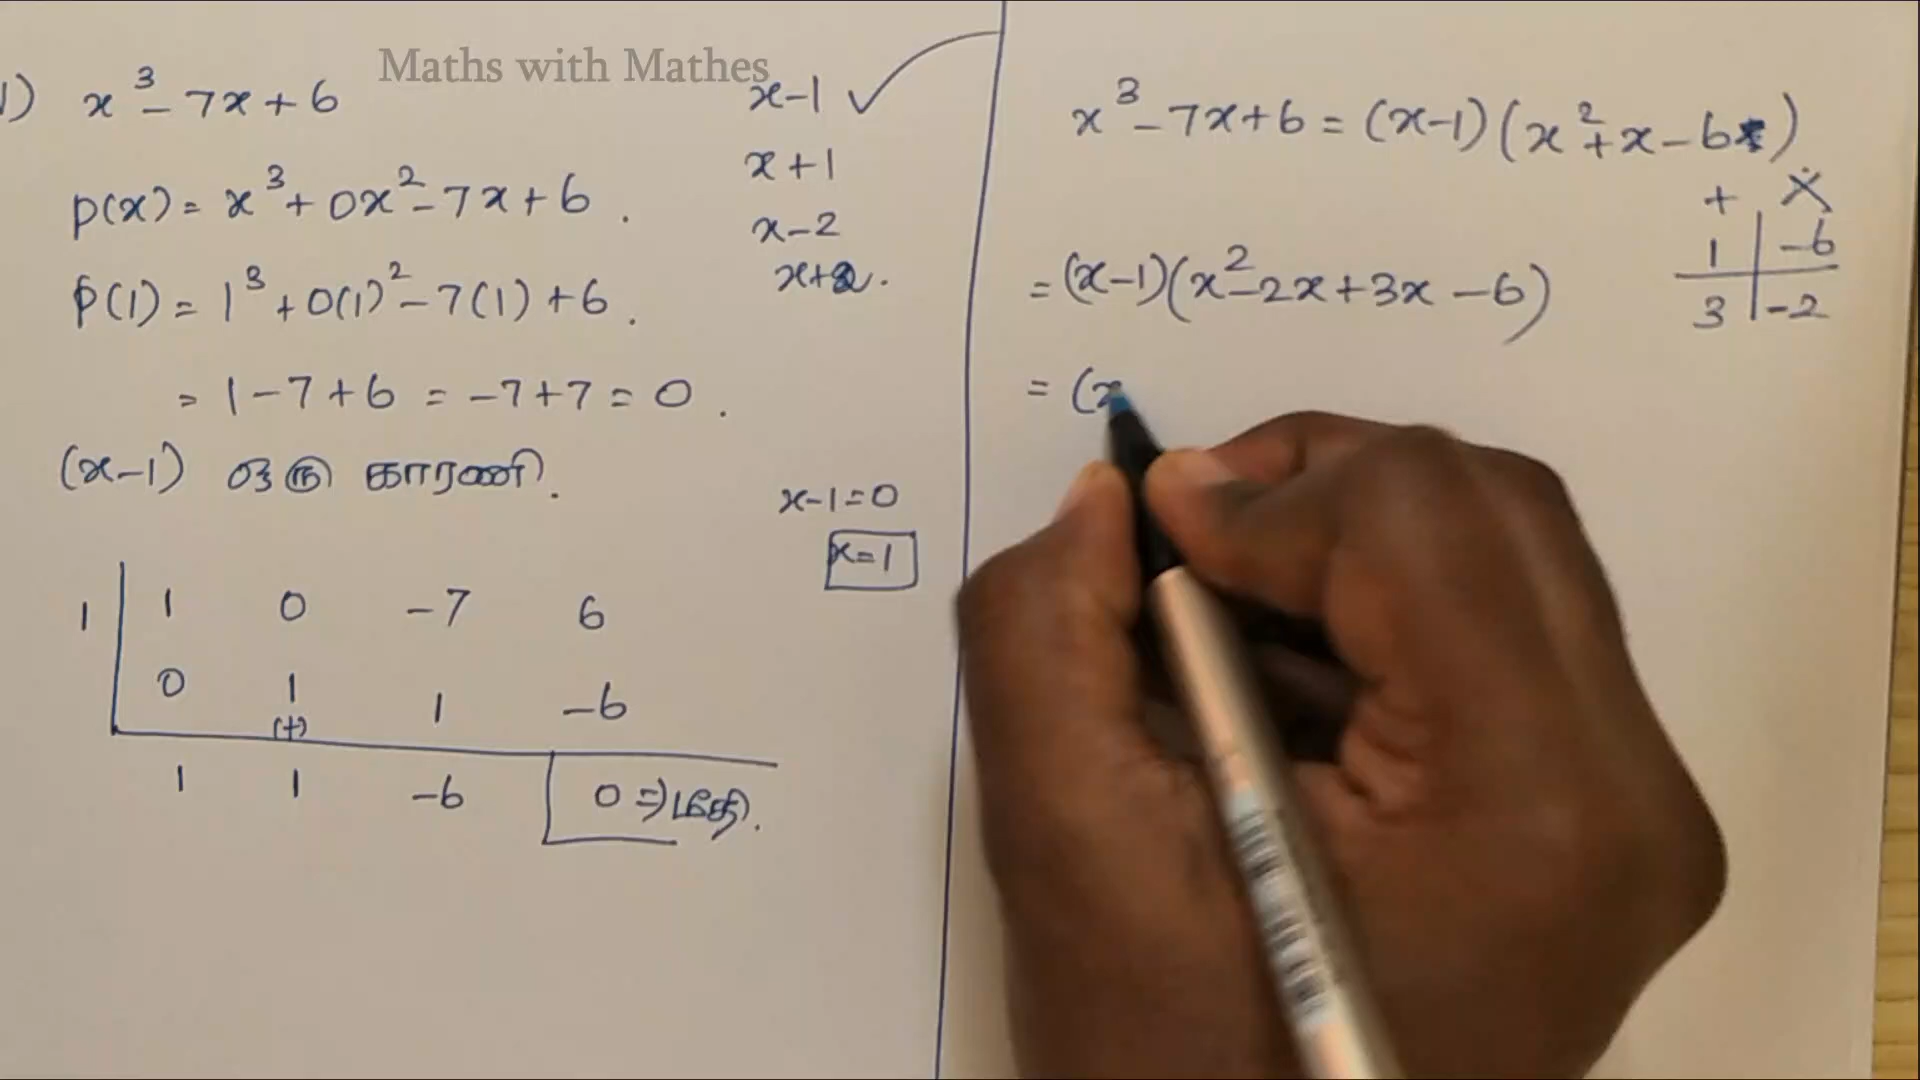 Maths with Mathes
1) x³ - 7x + 6
p(x) = x³ + 0x² - 7x + 6 .
p(1) = 1³ + 0(1)² - 7(1) + 6 .
= 1 - 7 + 6 = -7 + 7 = 0 .
(x-1) ஒரு காரணி.
x-1 ✓
x+1
x-2
x+2.
x-1=0
x=1
1 | 1 0 -7 6
0 1 1 -6
(+)
1 1 -6 0 ⇒ மீதி.
x³ - 7x + 6 = (x-1)(x² + x - 6)
+ ×
1 -6
3 -2
= (x-1)(x² - 2x + 3x - 6)
= (x